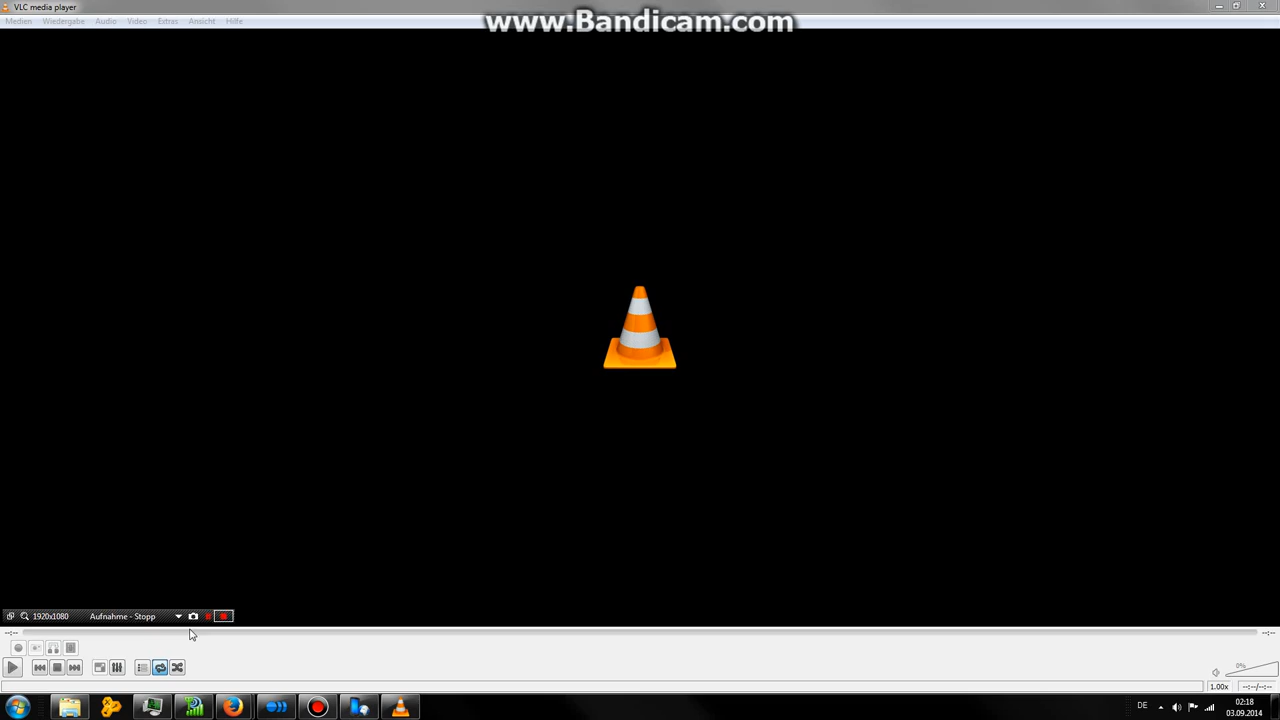 VLC media player
www.Bandicam.com
Medien Wiedergabe Audio Video Extras Ansicht Hilfe
1920x1080 Aufnahme - Stopp
--:-- --:--
0%
1.00x --:--/--:--
DE 02:18
03.09.2014